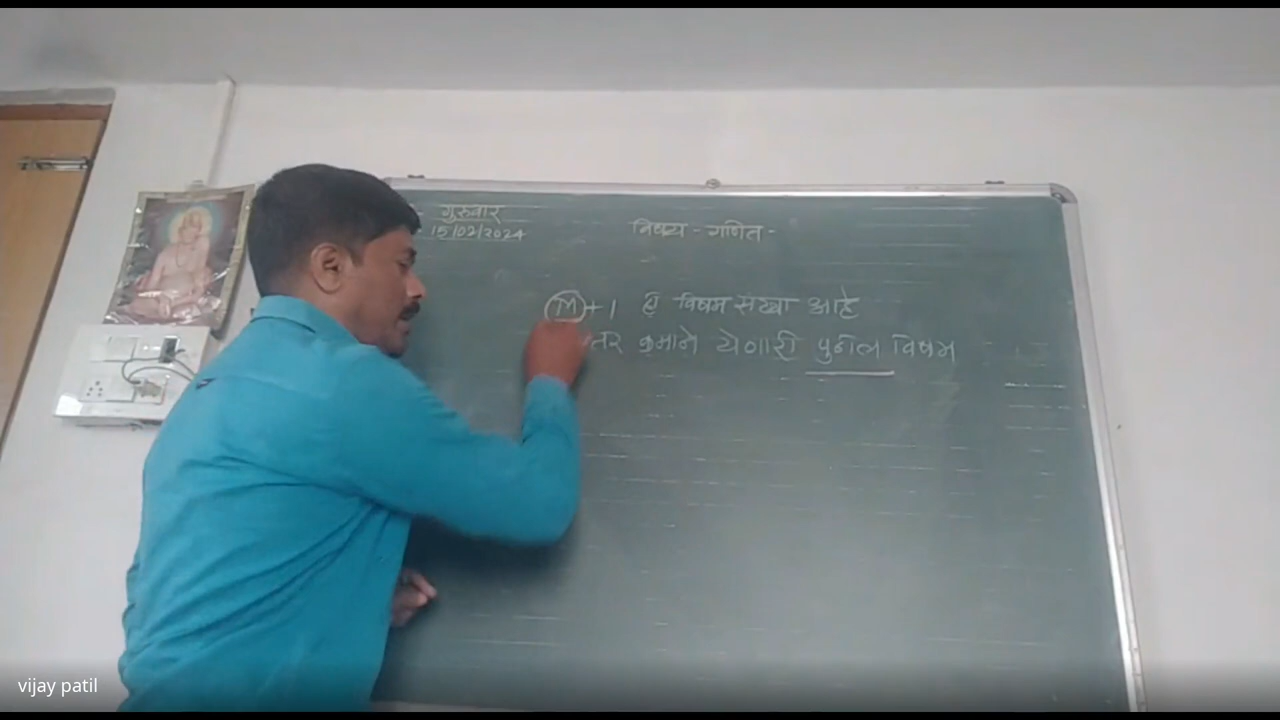 गुरुवार
15/02/2024
विषय - गणित -
M + 1 ही विषम संख्या आहे
तर क्रमाने येणारी पुढील विषम
vijay patil